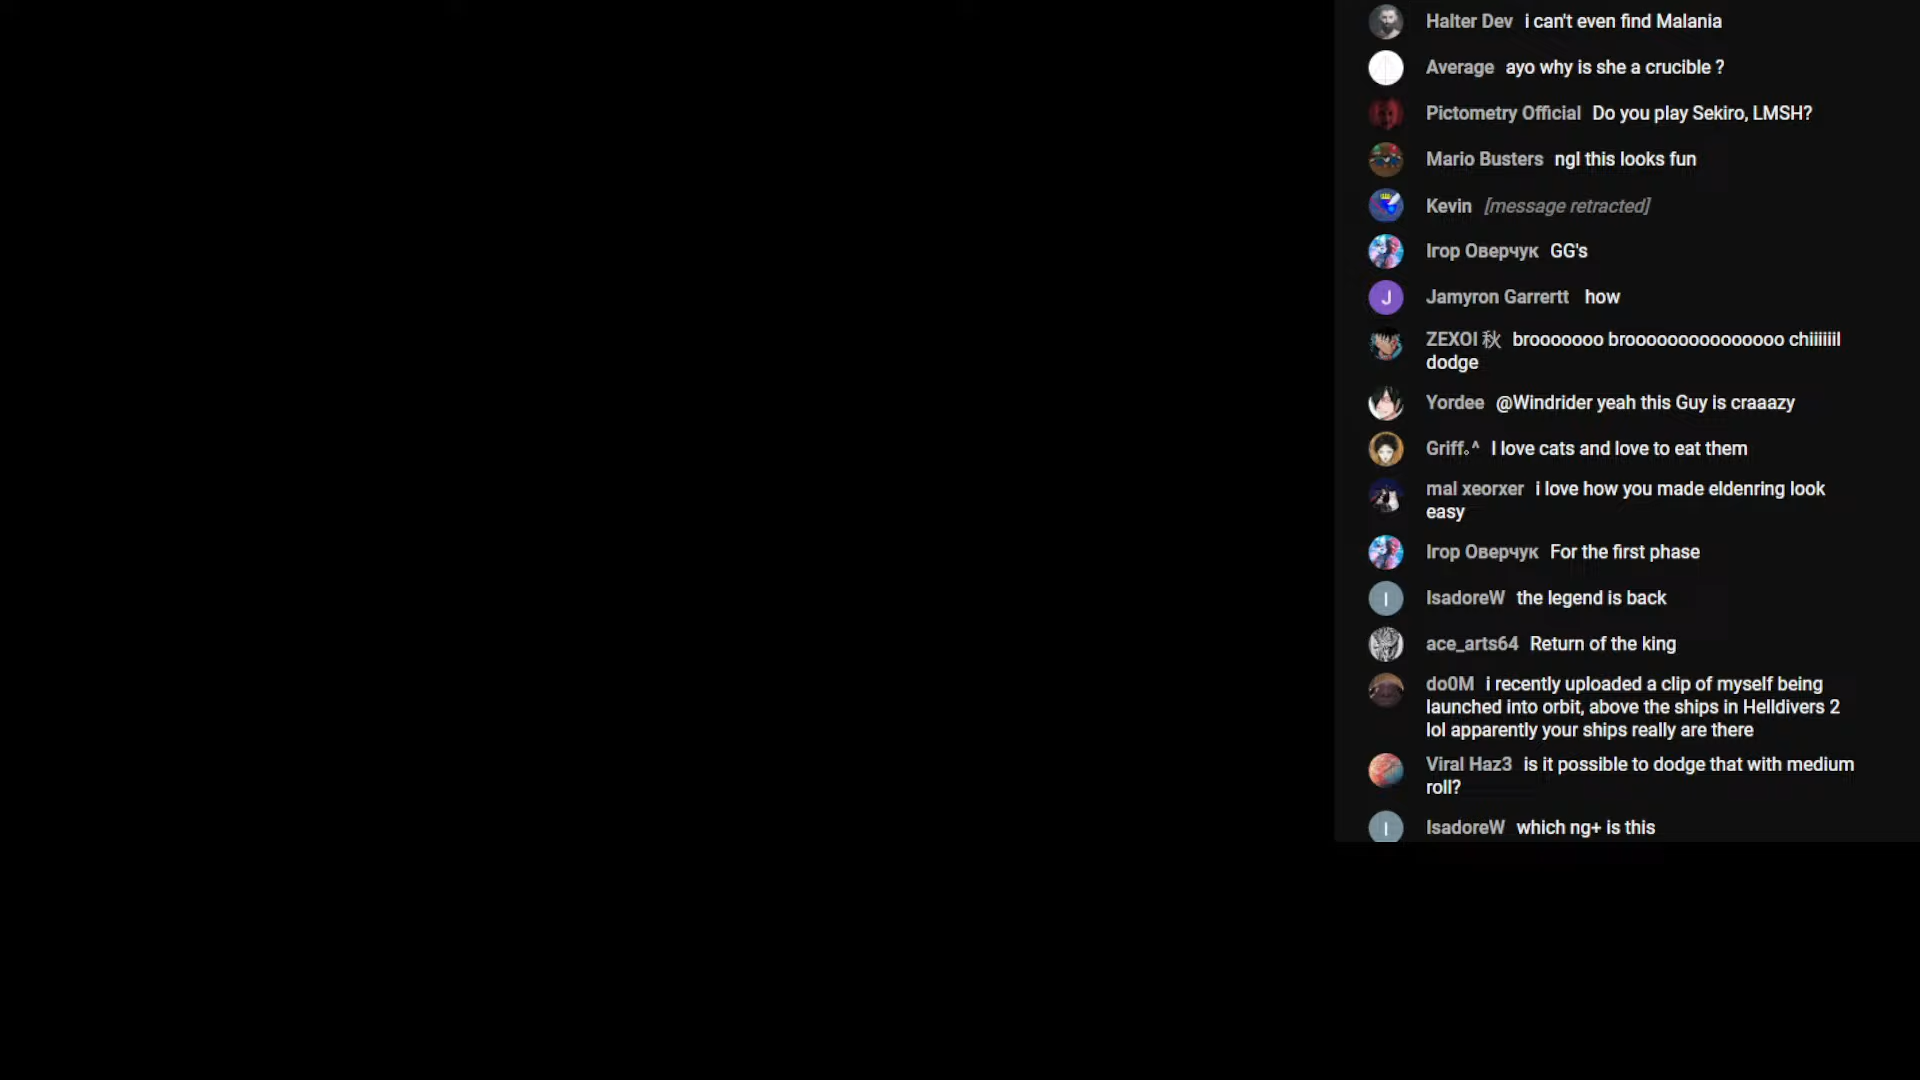 Halter Dev i can't even find Malania
Average ayo why is she a crucible ?
Pictometry Official Do you play Sekiro, LMSH?
Mario Busters ngl this looks fun
Kevin [message retracted]
Ігор Оверчук GG's
J Jamyron Garrertt how
ZEXOI 秋 brooooooo brooooooooooooooo chiiiiiil
dodge
Yordee @Windrider yeah this Guy is craaazy
Griff。^ I love cats and love to eat them
mal xeorxer i love how you made eldenring look
easy
Ігор Оверчук For the first phase
I IsadoreW the legend is back
ace_arts64 Return of the king
do0M i recently uploaded a clip of myself being
launched into orbit, above the ships in Helldivers 2
lol apparently your ships really are there
Viral Haz3 is it possible to dodge that with medium
roll?
I IsadoreW which ng+ is this